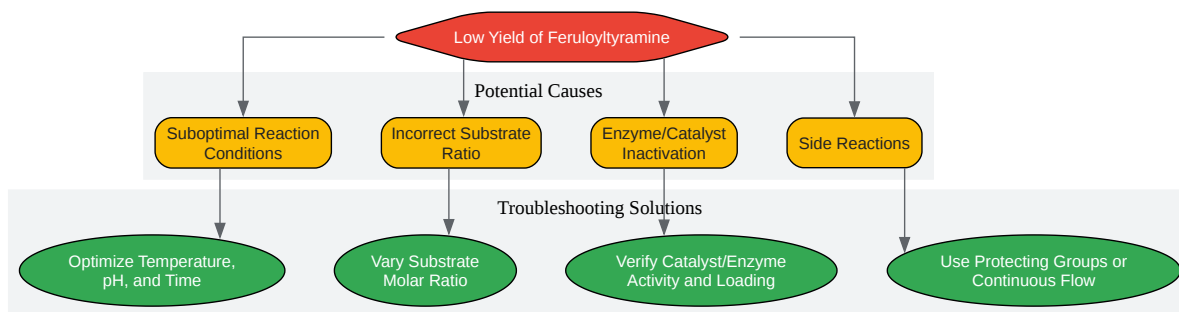 Low Yield of Feruloyltyramine
Potential Causes
Suboptimal Reaction
Conditions
Incorrect Substrate
Ratio
Enzyme/Catalyst
Inactivation
Side Reactions
Troubleshooting Solutions
Optimize Temperature,
pH, and Time
Vary Substrate
Molar Ratio
Verify Catalyst/Enzyme
Activity and Loading
Use Protecting Groups or
Continuous Flow